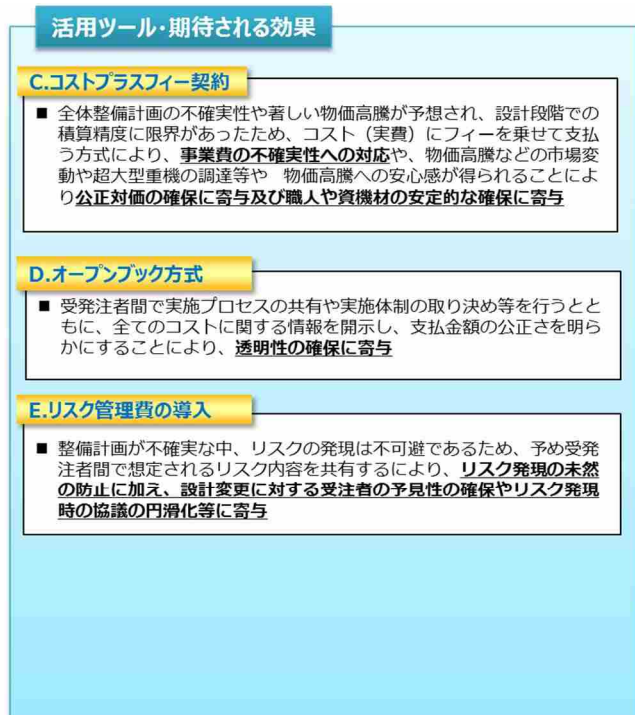 活用ツール・期待される効果
C.コストプラスフィー契約
■ 全体整備計画の不確実性や著しい物価高騰が予想され、設計段階での
積算精度に限界があったため、コスト（実費）にフィーを乗せて支払
う方式により、事業費の不確実性への対応や、物価高騰などの市場変
動や超大型重機の調達等や　物価高騰への安心感が得られることによ
り公正対価の確保に寄与及び職人や資機材の安定的な確保に寄与
D.オープンブック方式
■ 受発注者間で実施プロセスの共有や実施体制の取り決め等を行うとと
もに、全てのコストに関する情報を開示し、支払金額の公正さを明ら
かにすることにより、透明性の確保に寄与
E.リスク管理費の導入
■ 整備計画が不確実な中、リスクの発現は不可避であるため、予め受発
注者間で想定されるリスク内容を共有するにより、リスク発現の未然
の防止に加え、設計変更に対する受注者の予見性の確保やリスク発現
時の協議の円滑化等に寄与